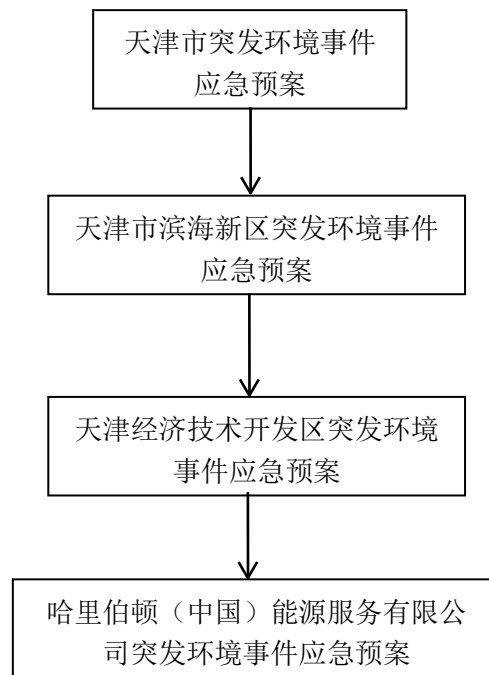 天津市突发环境事件
应急预案
天津市滨海新区突发环境事件
应急预案
天津经济技术开发区突发环境
事件应急预案
哈里伯顿（中国）能源服务有限公
司突发环境事件应急预案